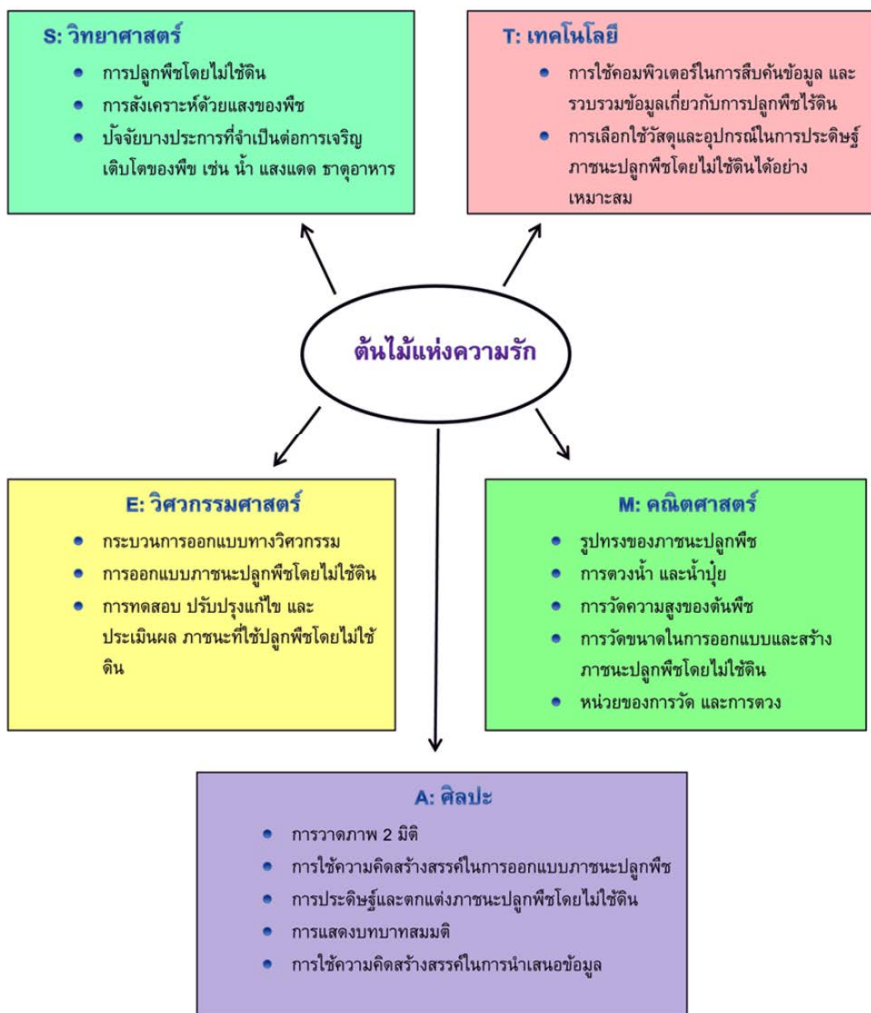 S: วิทยาศาสตร์
การปลูกพืชโดยไม่ใช้ดิน
การสังเคราะห์ด้วยแสงของพืช
ปัจจัยบางประการที่จำเป็นต่อการเจริญ
เติบโตของพืช เช่น น้ำ แสงแดด ธาตุอาหาร
T: เทคโนโลยี
การใช้คอมพิวเตอร์ในการสืบค้นข้อมูล และ
รวบรวมข้อมูลเกี่ยวกับการปลูกพืชไร้ดิน
การเลือกใช้วัสดุและอุปกรณ์ในการประดิษฐ์
ภาชนะปลูกพืชโดยไม่ใช้ดินได้อย่าง
เหมาะสม
ต้นไม้แห่งความรัก
E: วิศวกรรมศาสตร์
กระบวนการออกแบบทางวิศวกรรม
การออกแบบภาชนะปลูกพืชโดยไม่ใช้ดิน
การทดสอบ ปรับปรุงแก้ไข และ
ประเมินผล ภาชนะที่ใช้ปลูกพืชโดยไม่ใช้
ดิน
M: คณิตศาสตร์
รูปทรงของภาชนะปลูกพืช
การตวงน้ำ และน้ำปุ๋ย
การวัดความสูงของต้นพืช
การวัดขนาดในการออกแบบและสร้าง
ภาชนะปลูกพืชโดยไม่ใช้ดิน
หน่วยของการวัด และการตวง
A: ศิลปะ
การวาดภาพ 2 มิติ
การใช้ความคิดสร้างสรรค์ในการออกแบบภาชนะปลูกพืช
การประดิษฐ์และตกแต่งภาชนะปลูกพืชโดยไม่ใช้ดิน
การแสดงบทบาทสมมติ
การใช้ความคิดสร้างสรรค์ในการนำเสนอข้อมูล